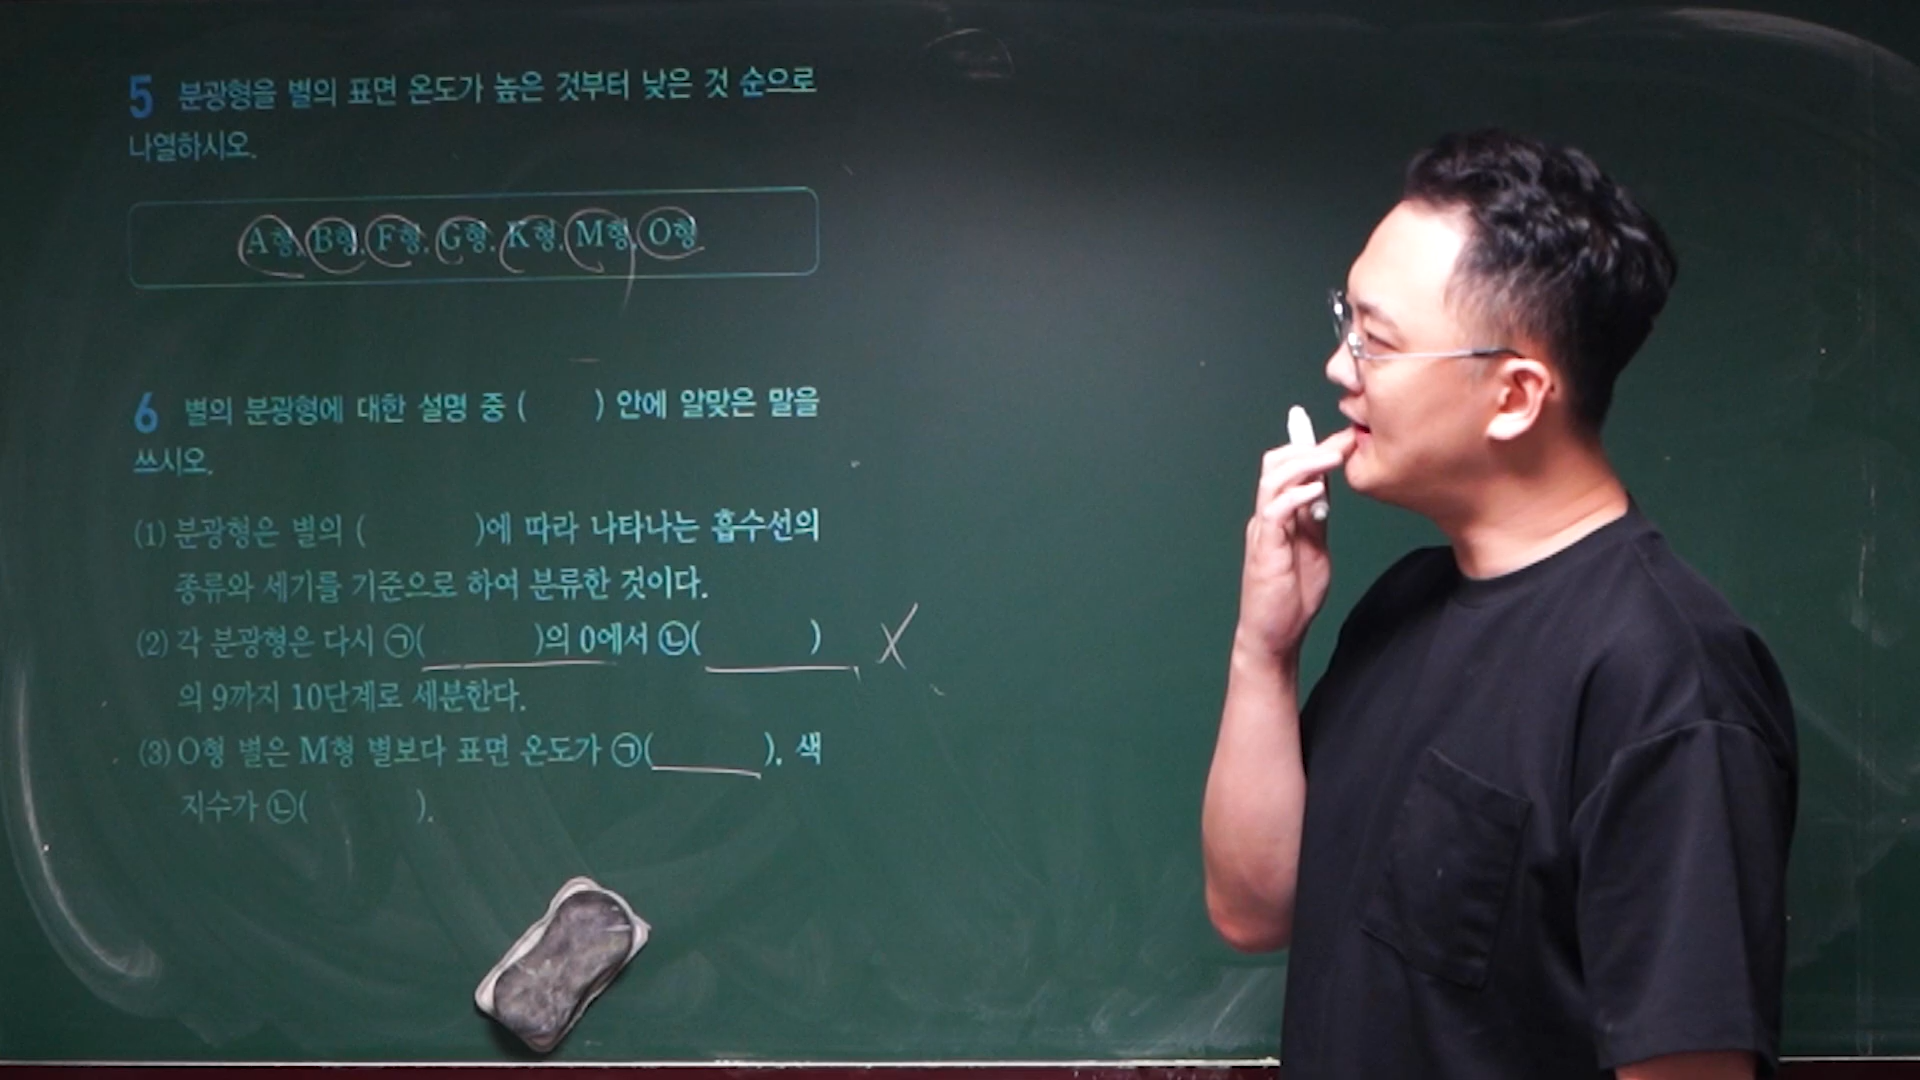 5 분광형을 별의 표면 온도가 높은 것부터 낮은 것 순으로
나열하시오.
A형, B형, F형, G형, K형, M형, O형
6 별의 분광형에 대한 설명 중 (    ) 안에 알맞은 말을
쓰시오.
(1) 분광형은 별의 (        )에 따라 나타나는 흡수선의
종류와 세기를 기준으로 하여 분류한 것이다.
(2) 각 분광형은 다시 ㉠(        )의 0에서 ㉡(        ) X
의 9까지 10단계로 세분한다.
(3) O형 별은 M형 별보다 표면 온도가 ㉠(        ), 색
지수가 ㉡(        ).